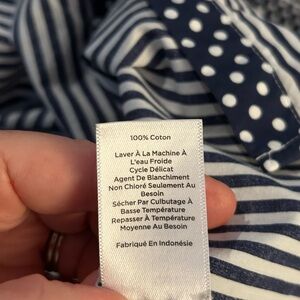 100% Coton
Laver À La Machine À
L'eau Froide
Cycle Délicat
Agent De Blanchiment
Non Chloré Seulement Au
Besoin
Sécher Par Culbutage À
Basse Température
Repasser À Température
Moyenne Au Besoin
Fabriqué En Indonésie